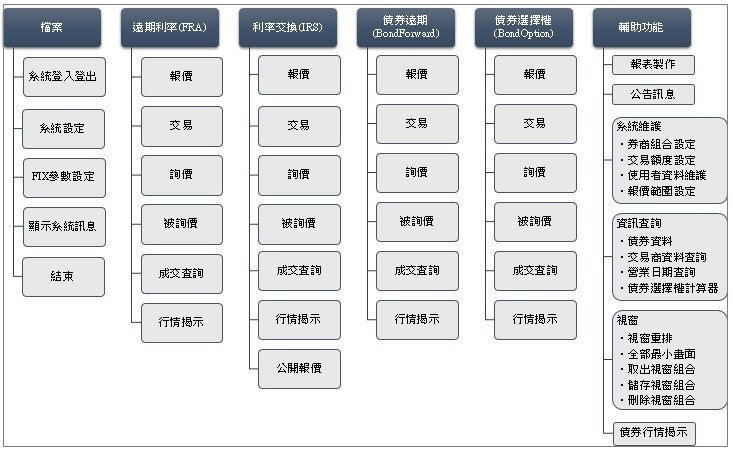 檔案
系統登入登出
系統設定
FIX參數設定
顯示系統訊息
結束
遠期利率(FRA)
報價
交易
詢價
被詢價
成交查詢
行情揭示
利率交換(IRS)
報價
交易
詢價
被詢價
成交查詢
行情揭示
公開報價
債券遠期
(BondForward)
報價
交易
詢價
被詢價
成交查詢
行情揭示
債券選擇權
(BondOption)
報價
交易
詢價
被詢價
成交查詢
行情揭示
輔助功能
報表製作
公告訊息
系統維護
・券商組合設定
・交易額度設定
・使用者資料維護
・報價範圍設定
資訊查詢
・債券資料
・交易商資料查詢
・營業日期查詢
・債券選擇權計算器
視窗
・視窗重排
・全部最小畫面
・取出視窗組合
・儲存視窗組合
・刪除視窗組合
債券行情揭示